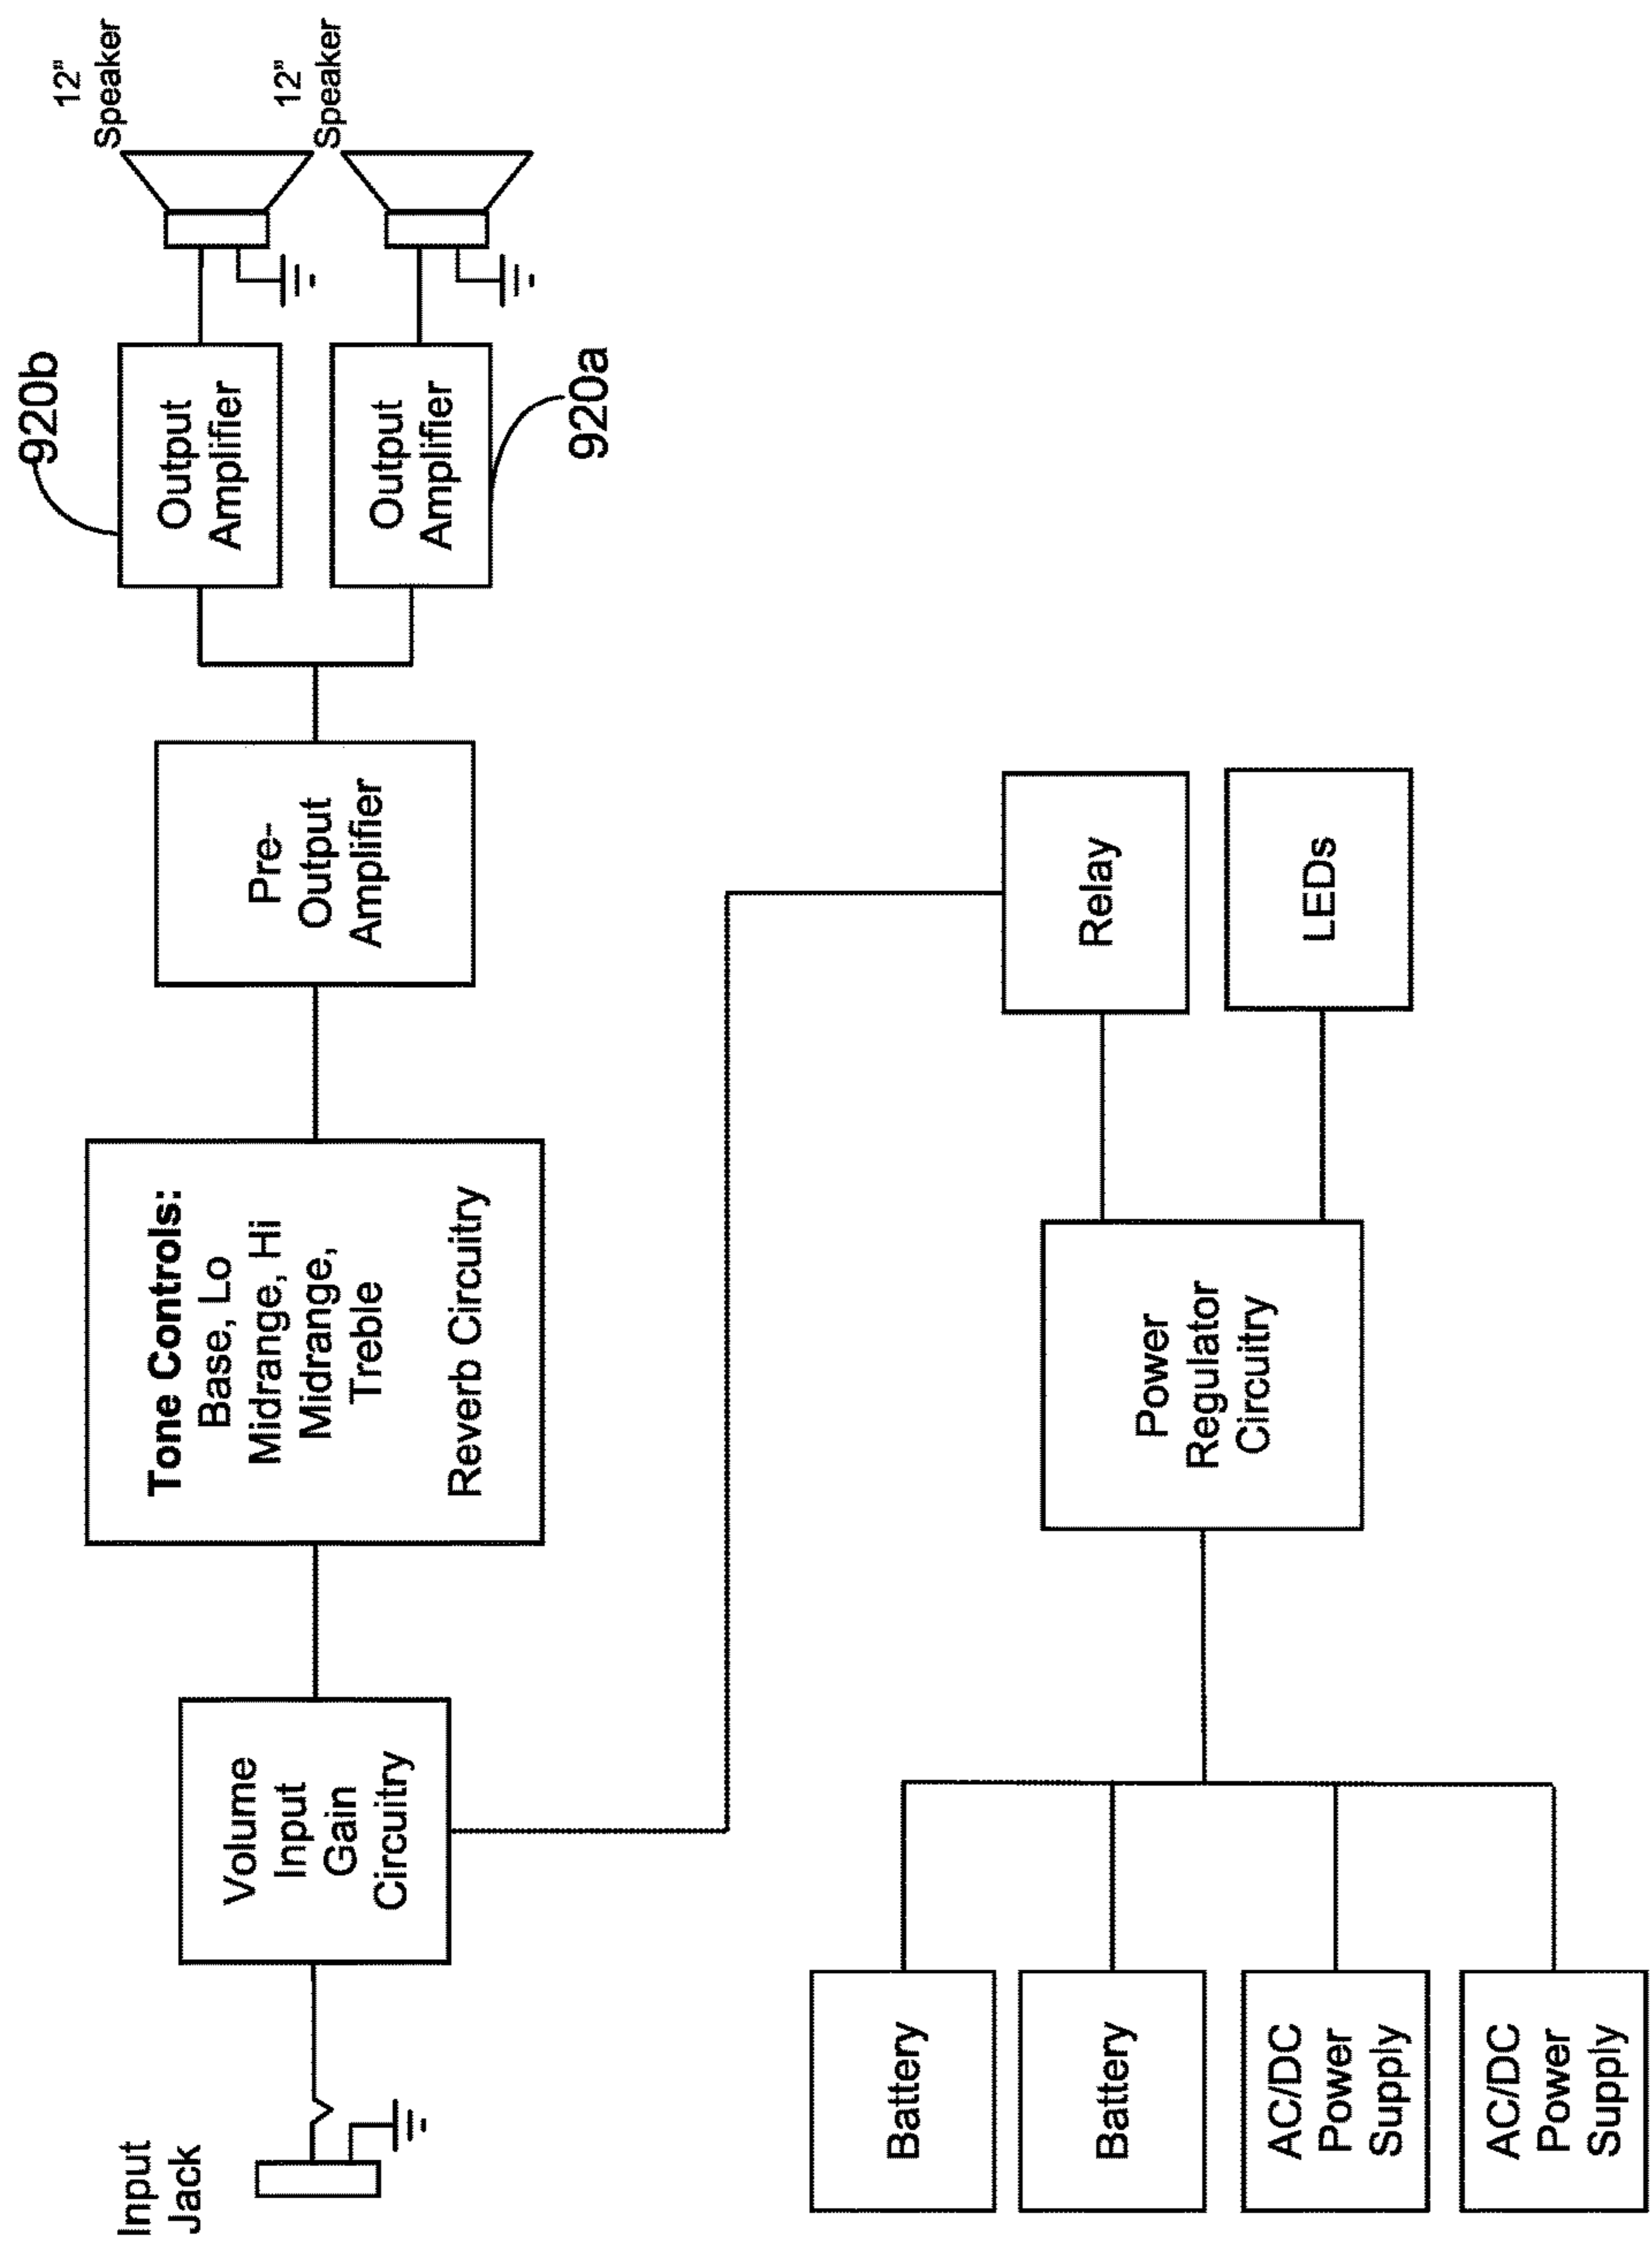 Input
Jack
Volume
Input
Gain
Circuitry
Tone Controls:
Base, Lo
Midrange, Hi
Midrange,
Treble
Reverb Circuitry
Pre-
Output
Amplifier
920b
Output
Amplifier
12"
Speaker
Output
Amplifier
920a
12"
Speaker
Battery
Battery
AC/DC
Power
Supply
AC/DC
Power
Supply
Power
Regulator
Circuitry
Relay
LEDs